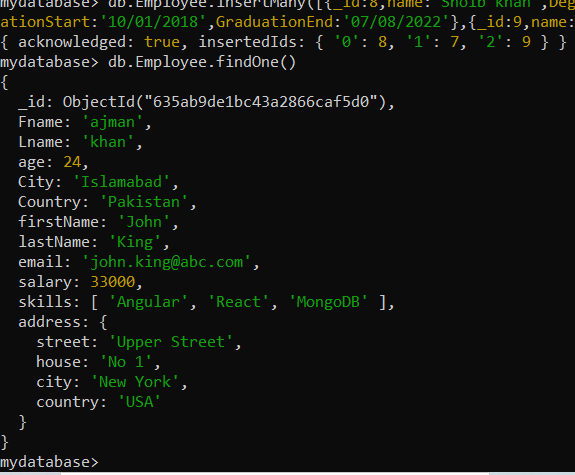 mydatabase> db.Employee.insertMany([{_id:8,name:'Shoib khan',Deg
ationStart:'10/01/2018',GraduationEnd:'07/08/2022'},{_id:9,name:
{ acknowledged: true, insertedIds: { '0': 8, '1': 7, '2': 9 } }
mydatabase> db.Employee.findOne()
{
  _id: ObjectId("635ab9de1bc43a2866caf5d0"),
  Fname: 'ajman',
  Lname: 'khan',
  age: 24,
  City: 'Islamabad',
  Country: 'Pakistan',
  firstName: 'John',
  lastName: 'King',
  email: 'john.king@abc.com',
  salary: 33000,
  skills: [ 'Angular', 'React', 'MongoDB' ],
  address: {
    street: 'Upper Street',
    house: 'No 1',
    city: 'New York',
    country: 'USA'
  }
}
mydatabase>